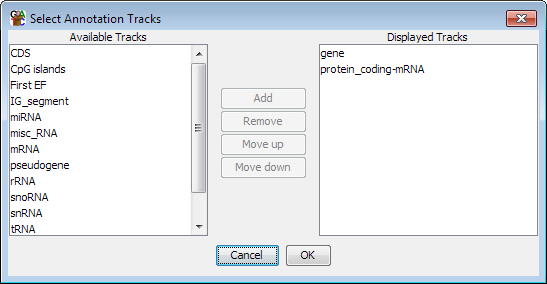 Select Annotation Tracks
Available Tracks
Displayed Tracks
CDS
CpG islands
First EF
IG_segment
miRNA
misc_RNA
mRNA
pseudogene
rRNA
snoRNA
snRNA
tRNA
Add
Remove
Move up
Move down
gene
protein_coding-mRNA
Cancel
OK